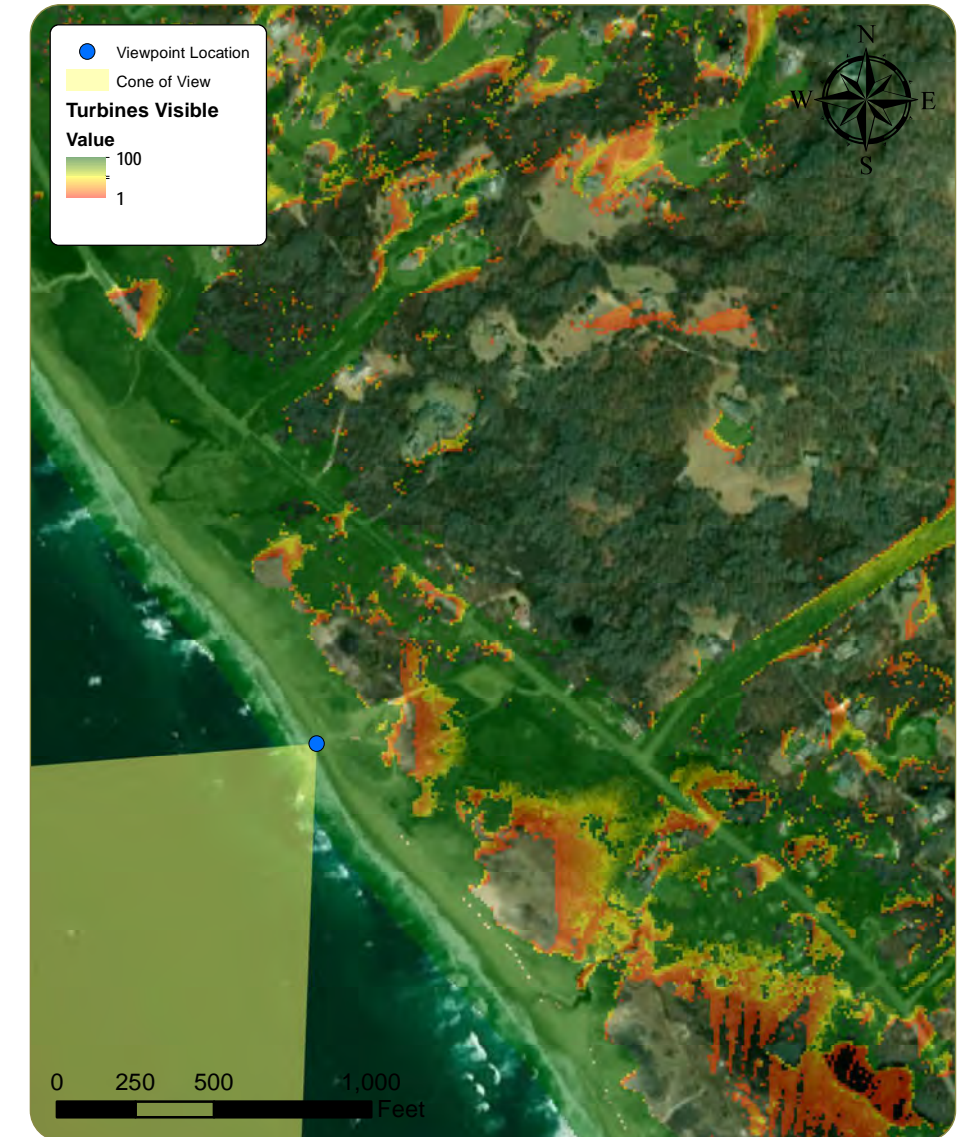 Viewpoint Location
Cone of View
Turbines Visible
Value
100
1
N
W
E
S
0 250 500 1,000
Feet